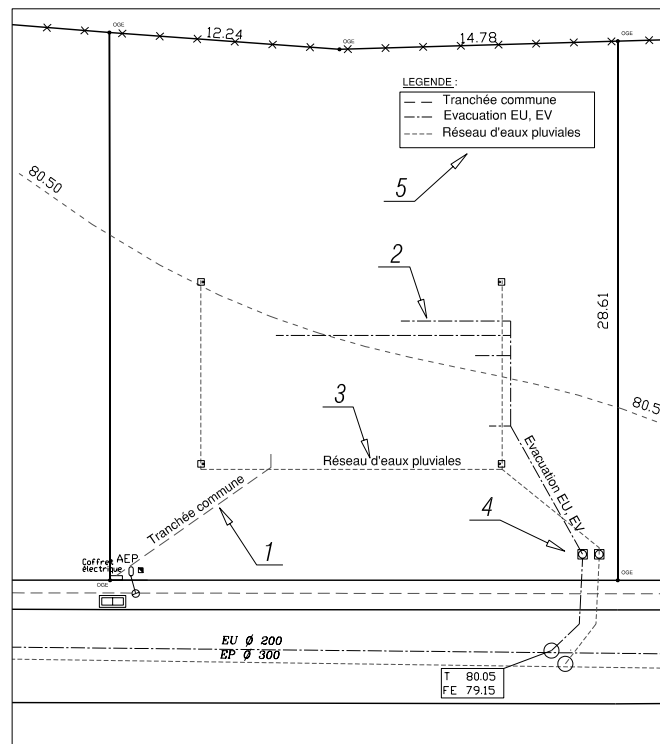 OGE
12.24
OGE
14.78
OGE
LEGENDE :
Tranchée commune
Evacuation EU, EV
Réseau d'eaux pluviales
80.50
5
2
28.61
80.5
3
Réseau d'eaux pluviales
Evacuation EU, EV
Tranchée commune
4
1
Coffret
électrique
AEP
OGE
OGE
EU Ø 200
EP Ø 300
T 80.05
FE 79.15